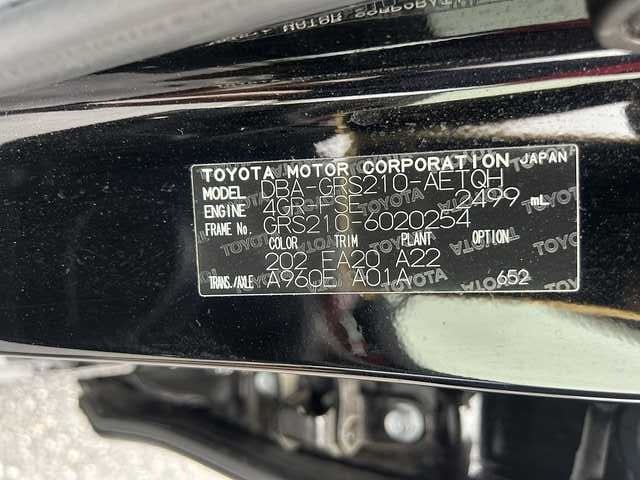 TOYOTA MOTOR CORPORATION JAPAN
MODEL DBA-GRS210-AETQH
ENGINE 4GR-FSE 2499 mL
FRAME No. GRS210-6020254
COLOR TRIM PLANT OPTION
202 FA20 A22
TRANS./AXLE A960E A01A 652